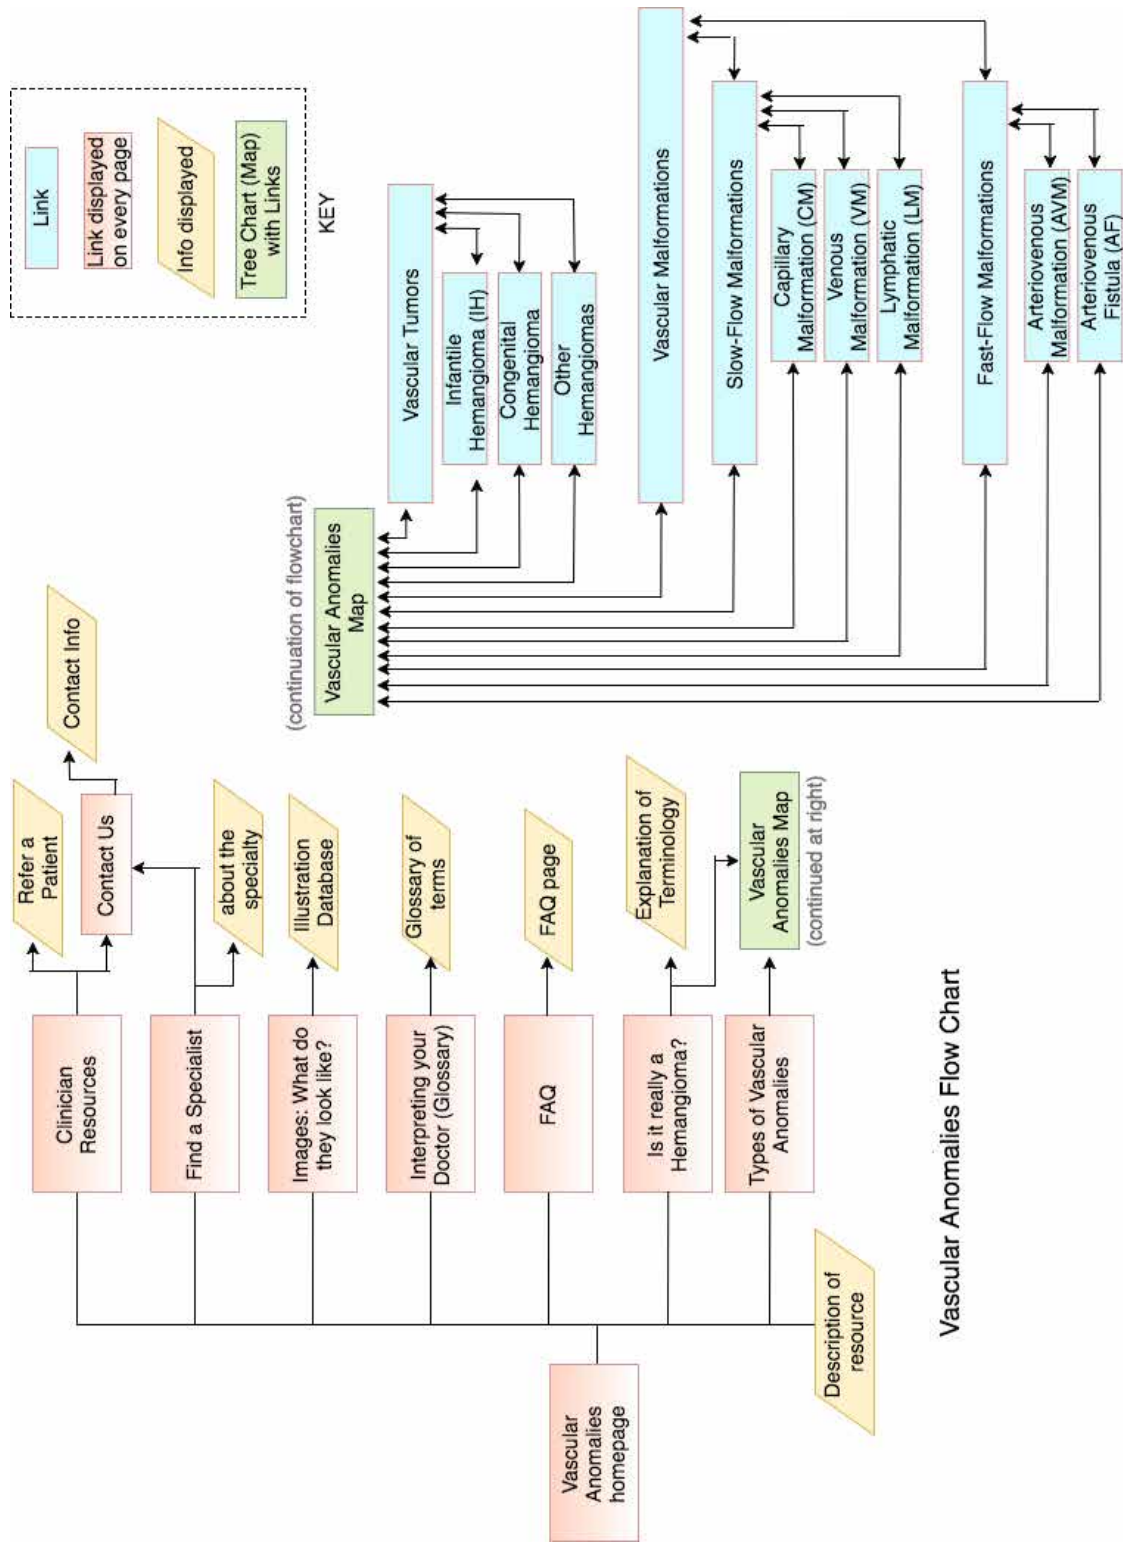 Vascular
Anomalies
homepage
Description of
resource
Clinician
Resources
Find a Specialist
Images: What do
they look like?
Interpreting your
Doctor (Glossary)
FAQ
Is it really a
Hemangioma?
Types of Vascular
Anomalies
Refer a
Patient
Contact Us
Contact Info
about the
specialty
Illustration
Database
Glossary of
terms
FAQ page
Explanation of
Terminology
Vascular
Anomalies Map
(continued at right)
Vascular Anomalies Flow Chart
(continuation of flowchart)
Vascular Anomalies
Map
Vascular Tumors
Infantile
Hemangioma (IH)
Congenital
Hemangioma
Other
Hemangiomas
Vascular Malformations
Slow-Flow Malformations
Capillary
Malformation (CM)
Venous
Malformation (VM)
Lymphatic
Malformation (LM)
Fast-Flow Malformations
Arteriovenous
Malformation (AVM)
Arteriovenous
Fistula (AF)
Link
Link displayed
on every page
Info displayed
Tree Chart (Map)
with Links
KEY